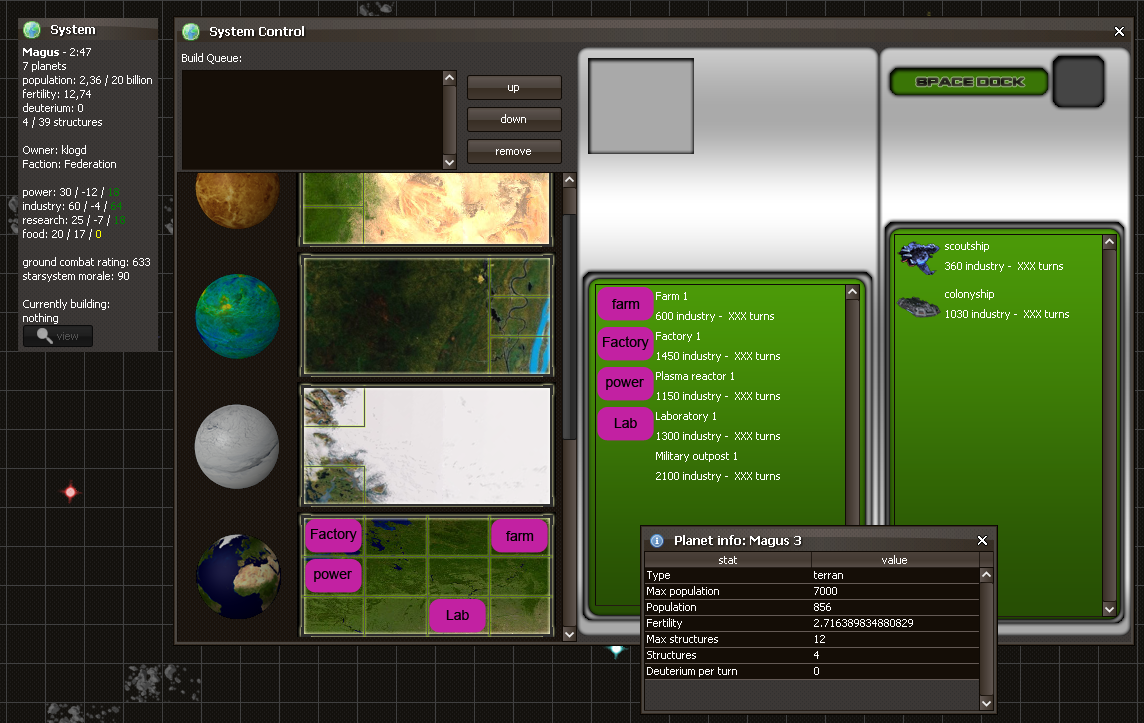 System
Magus - 2:47
7 planets
population: 2,36 / 20 billion
fertility: 12,74
deuterium: 0
4 / 39 structures
Owner: klogd
Faction: Federation
power: 30 / -12 / 18
industry: 60 / -4 / 54
research: 25 / -7 / 18
food: 20 / 17 / 0
ground combat rating: 633
starsystem morale: 90
Currently building:
nothing
view
System Control
Build Queue:
up
down
remove
Factory
farm
power
Lab
farm
Farm 1
600 industry - XXX turns
Factory
Factory 1
1450 industry - XXX turns
power
Plasma reactor 1
1150 industry - XXX turns
Lab
Laboratory 1
1300 industry - XXX turns
Military outpost 1
2100 industry - XXX turns
SPACE DOCK
scoutship
360 industry - XXX turns
colonyship
1030 industry - XXX turns
Planet info: Magus 3
stat value
Type terran
Max population 7000
Population 856
Fertility 2.716389834880829
Max structures 12
Structures 4
Deuterium per turn 0